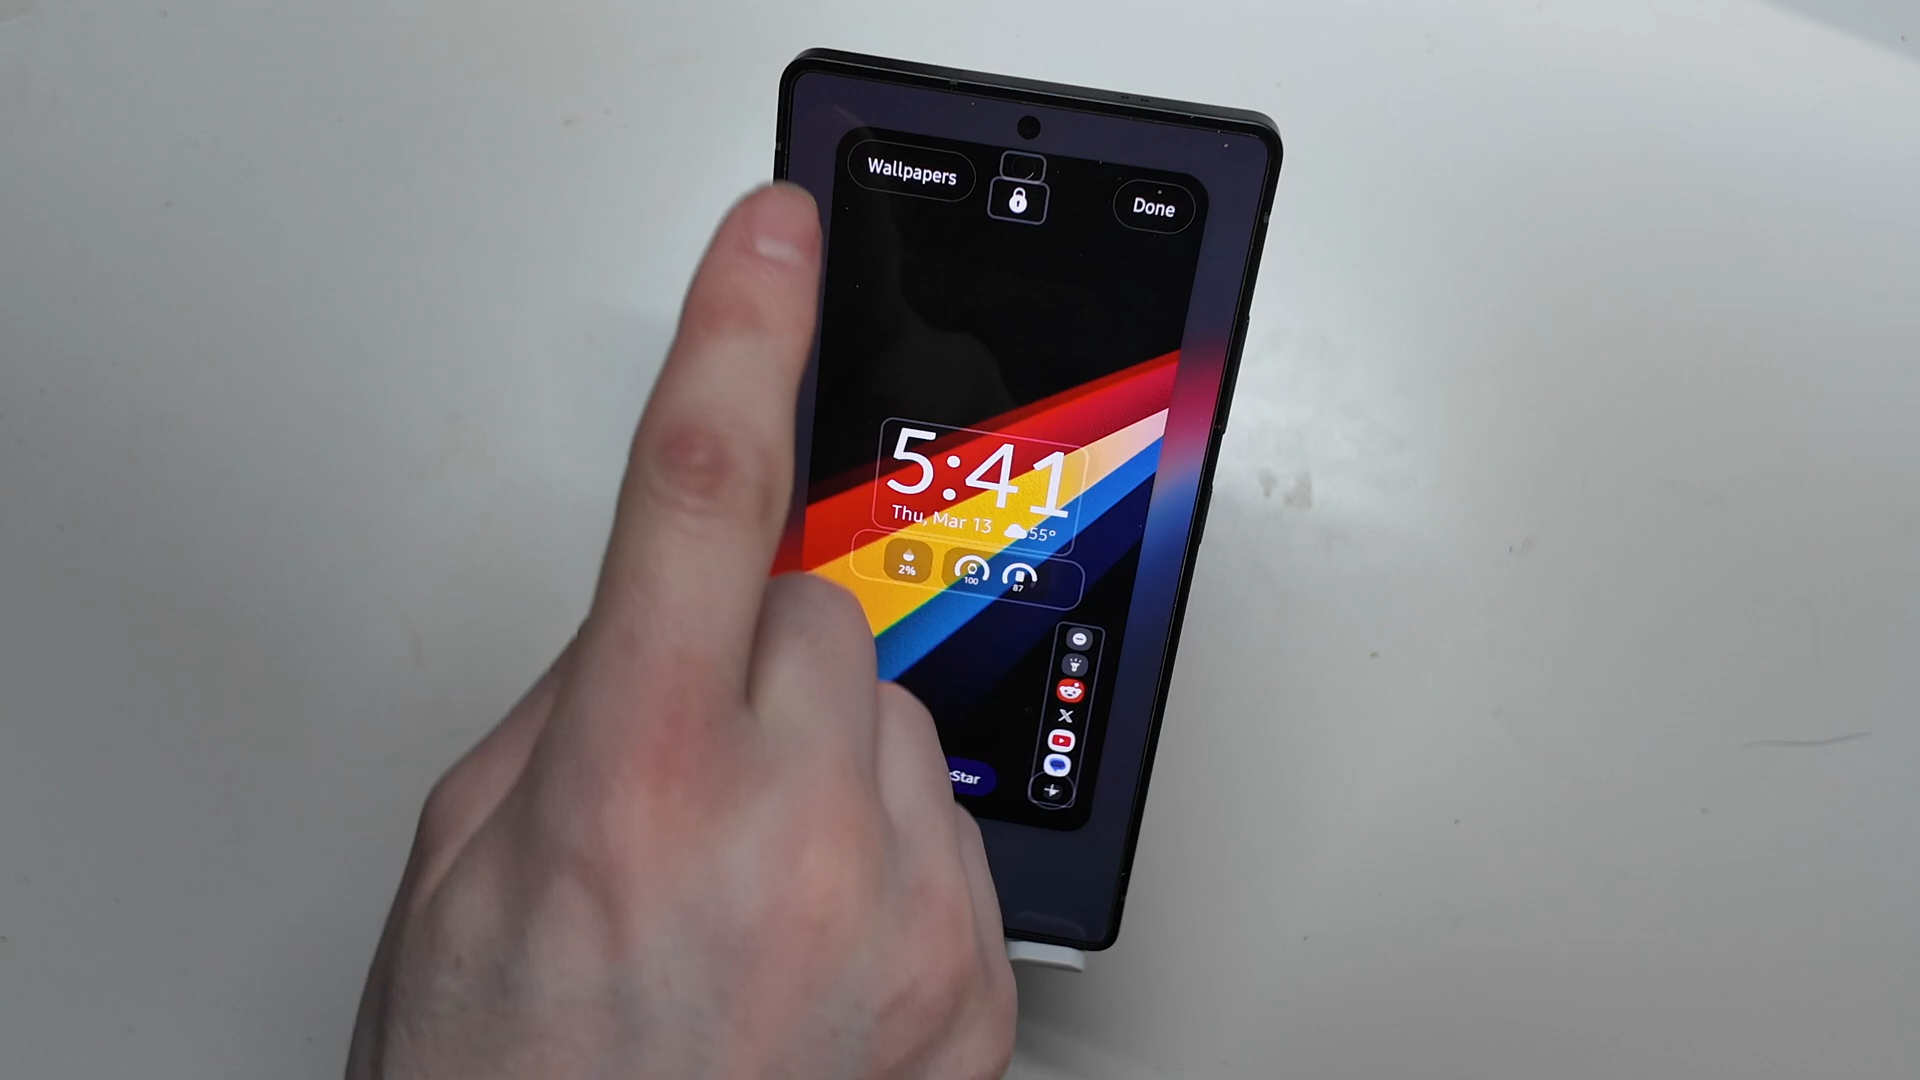 Wallpapers
Done
5:41
Thu, Mar 13 55°
2%
100
87
X
Star